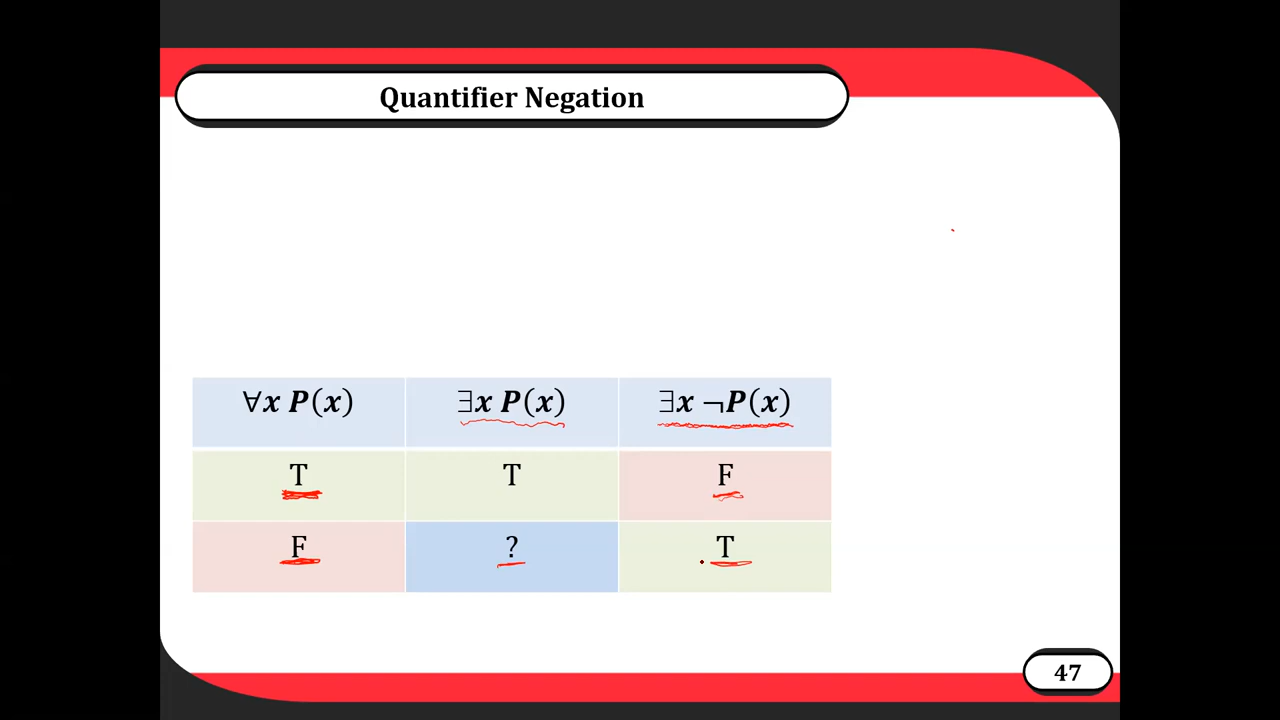 Quantifier Negation
∀x P(x) ∃x P(x) ∃x ¬P(x)
T T F
F ? T
47